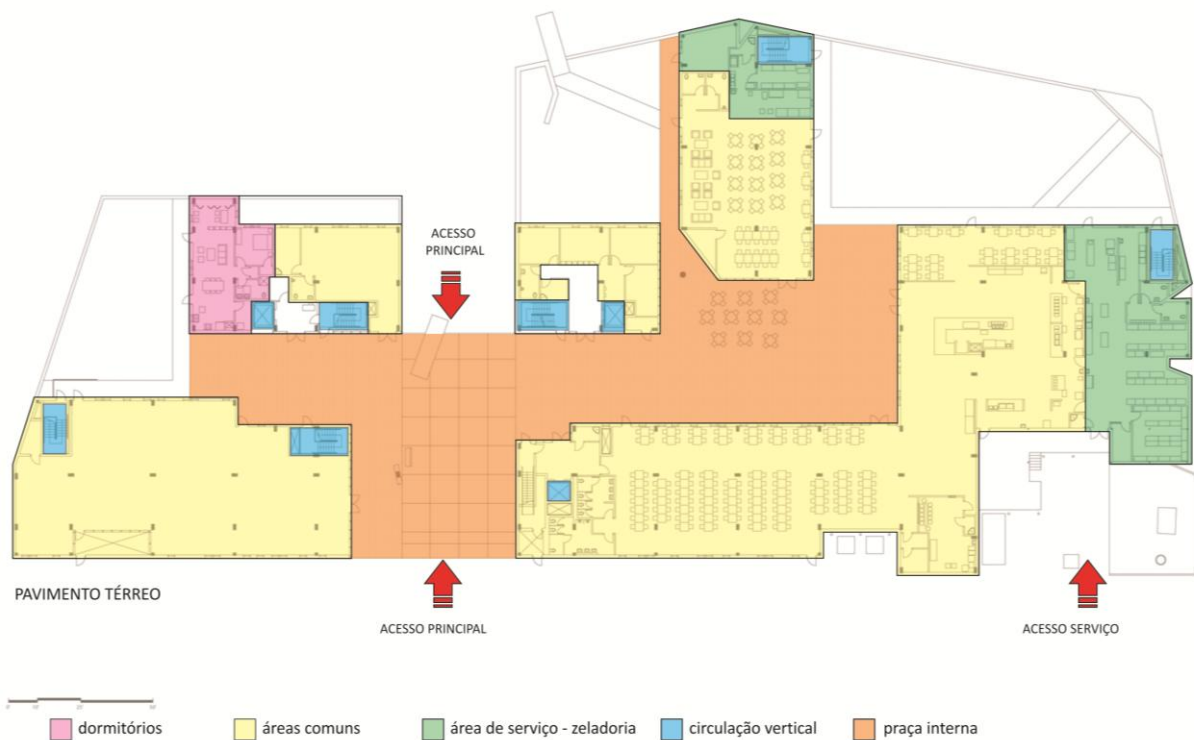 ACESSO
PRINCIPAL
PAVIMENTO TÉRREO
ACESSO PRINCIPAL
ACESSO SERVIÇO
dormitórios
áreas comuns
área de serviço - zeladoria
circulação vertical
praça interna